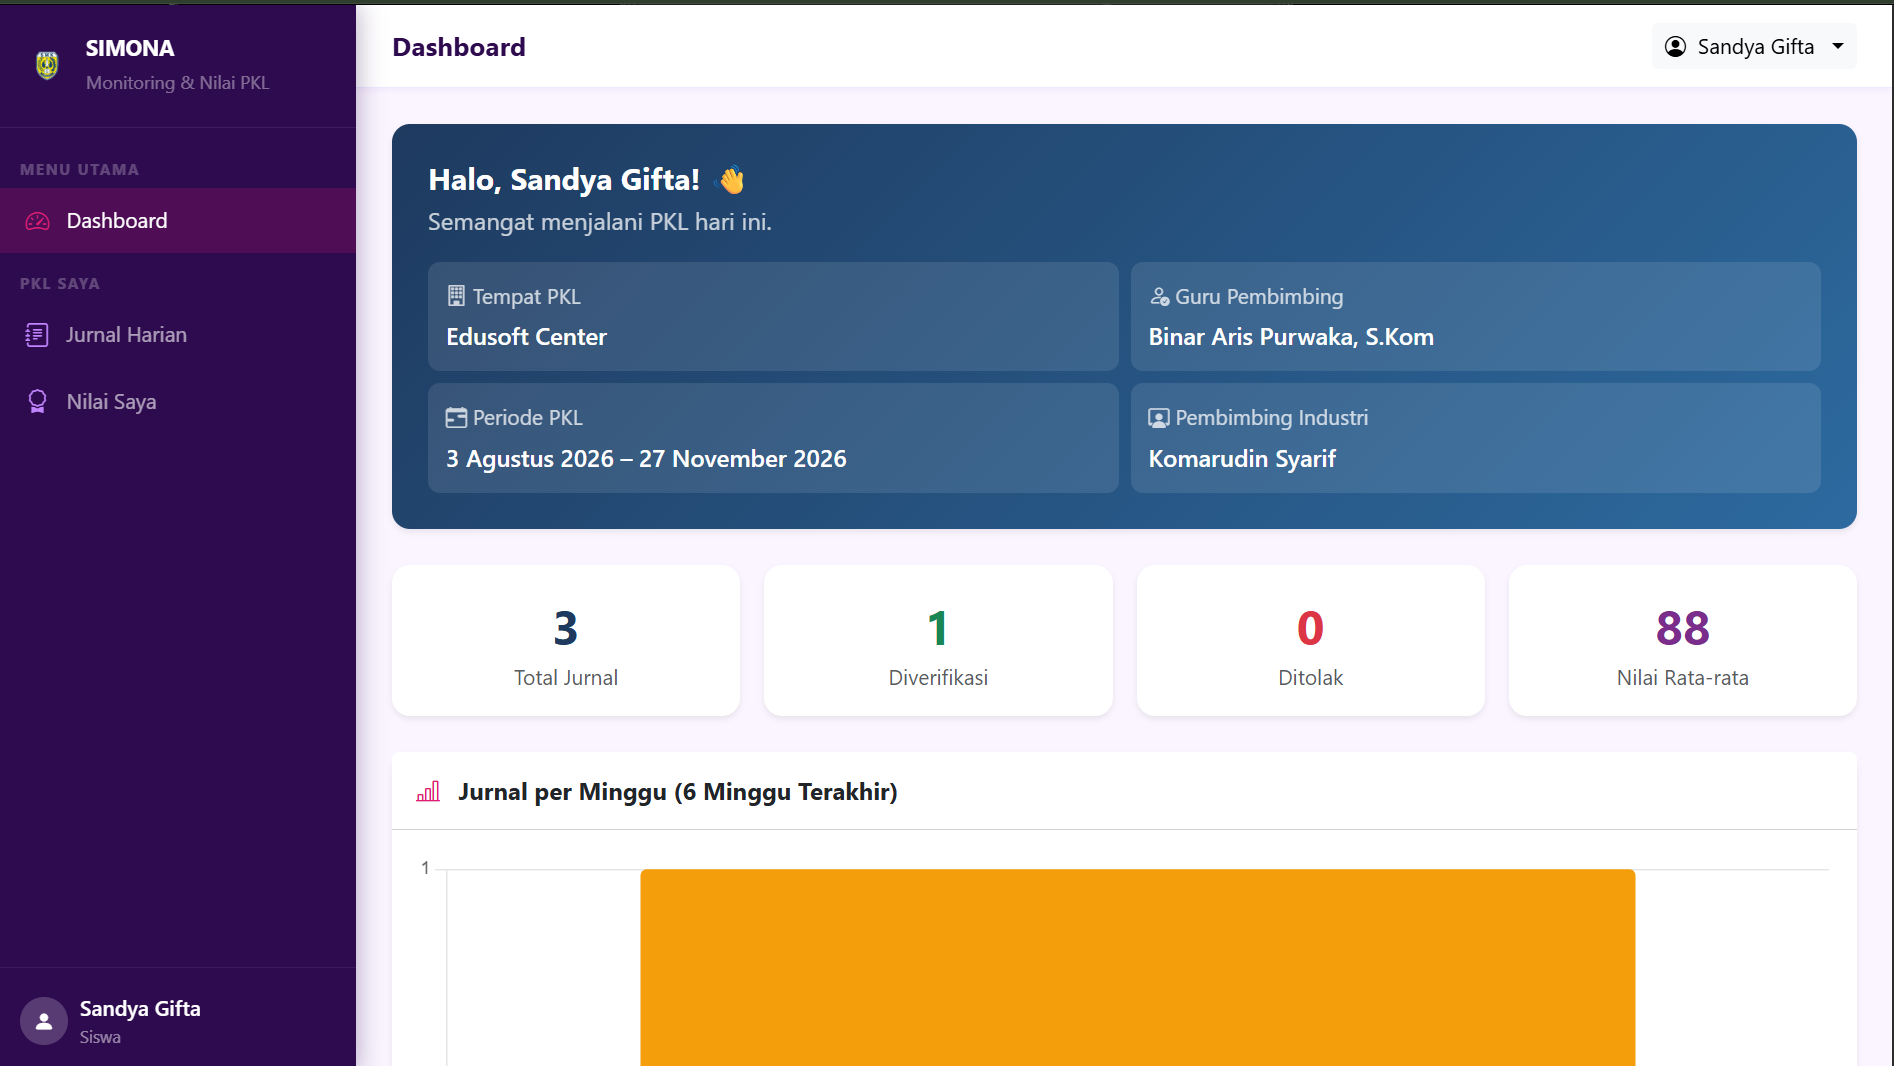 SIMONA
Monitoring & Nilai PKL
MENU UTAMA
Dashboard
PKL SAYA
Jurnal Harian
Nilai Saya
Sandya Gifta
Siswa
Dashboard
Sandya Gifta
Halo, Sandya Gifta! 👋
Semangat menjalani PKL hari ini.
Tempat PKL
Edusoft Center
Guru Pembimbing
Binar Aris Purwaka, S.Kom
Periode PKL
3 Agustus 2026 – 27 November 2026
Pembimbing Industri
Komarudin Syarif
3
Total Jurnal
1
Diverifikasi
0
Ditolak
88
Nilai Rata-rata
Jurnal per Minggu (6 Minggu Terakhir)
1